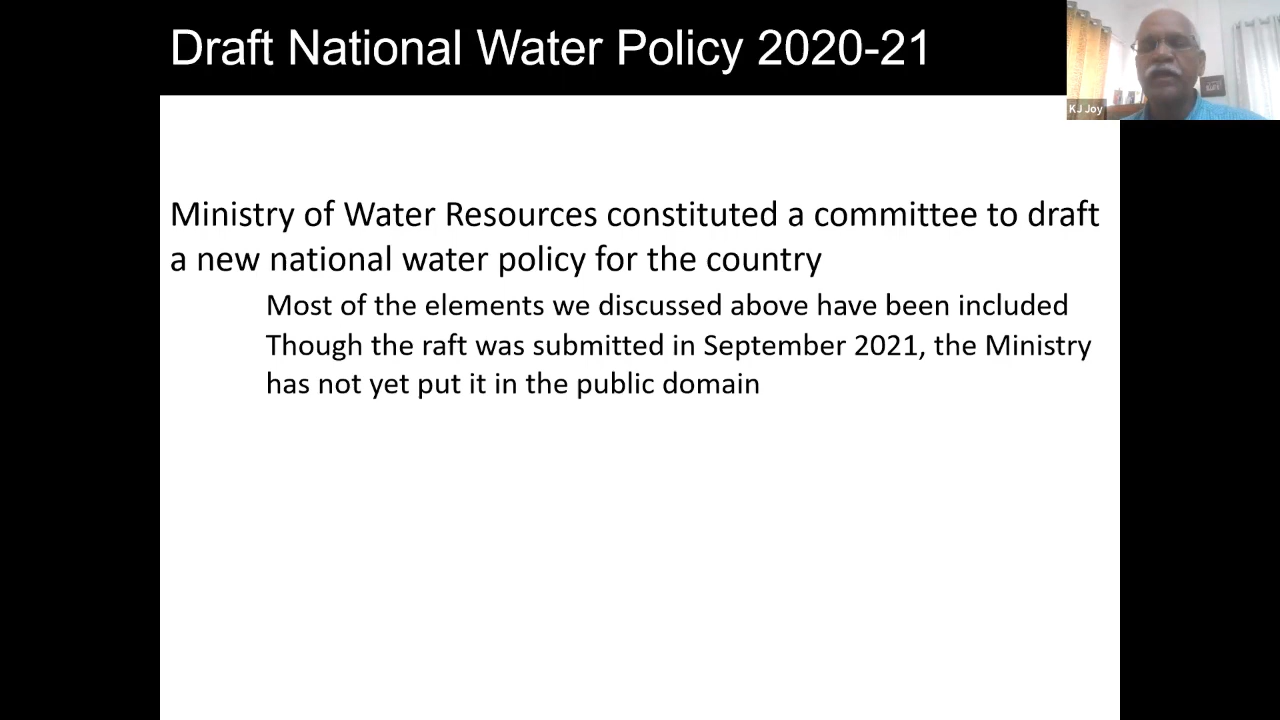 Draft National Water Policy 2020-21
KJ Joy
Ministry of Water Resources constituted a committee to draft
a new national water policy for the country
Most of the elements we discussed above have been included
Though the raft was submitted in September 2021, the Ministry
has not yet put it in the public domain